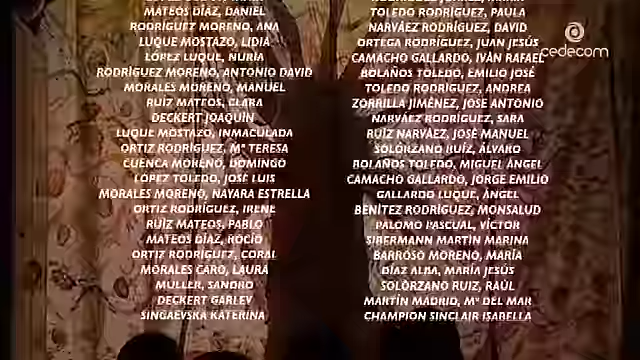 MATEOS DÍAZ, DANIEL
RODRÍGUEZ MORENO, ANA
LUQUE MOSTAZO, LIDIA
LÓPEZ LUQUE, NURIA
RODRÍGUEZ MORENO, ANTONIO DAVID
MORALES MORENO, MANUEL
RUIZ MATEOS, CLARA
DECKERT JOAQUIN
LUQUE MOSTAZO, INMACULADA
ORTIZ RODRÍGUEZ, Mª TERESA
CUENCA MORENO, DOMINGO
LÓPEZ TOLEDO, JOSÉ LUIS
MORALES MORENO, NAYARA ESTRELLA
ORTIZ RODRÍGUEZ, IRENE
RUIZ MATEOS, PABLO
MATEOS DÍAZ, ROCÍO
ORTIZ RODRÍGUEZ, CORAL
MORALES CARO, LAURA
MULLER, SANDRO
DECKERT GARLEV
SINGAEVSKA KATERINA
TOLEDO RODRÍGUEZ, PAULA
NARVÁEZ RODRÍGUEZ, DAVID
ORTEGA RODRÍGUEZ, JUAN JESÚS
CAMACHO GALLARDO, IVÁN RAFAEL
BOLAÑOS TOLEDO, EMILIO JOSÉ
TOLEDO RODRÍGUEZ, ANDREA
ZORRILLA JIMÉNEZ, JOSE ANTONIO
NARVÁEZ RODRÍGUEZ, SARA
RUÍZ NARVÁEZ, JOSÉ MANUEL
SOLÓRZANO RUÍZ, ÁLVARO
BOLAÑOS TOLEDO, MIGUEL ÁNGEL
CAMACHO GALLARDO, JORGE EMILIO
GALLARDO LUQUE, ÁNGEL
BENÍTEZ RODRÍGUEZ, MONSALUD
PALOMO PASCUAL, VÍCTOR
SIBERMANN MARTÍN MARINA
BARROSO MORENO, MARÍA
DÍAZ ALBA, MARÍA JESÚS
SOLÓRZANO RUIZ, RAÚL
MARTÍN MADRID, Mª DEL MAR
CHAMPION SINCLAIR ISABELLA
cedecom